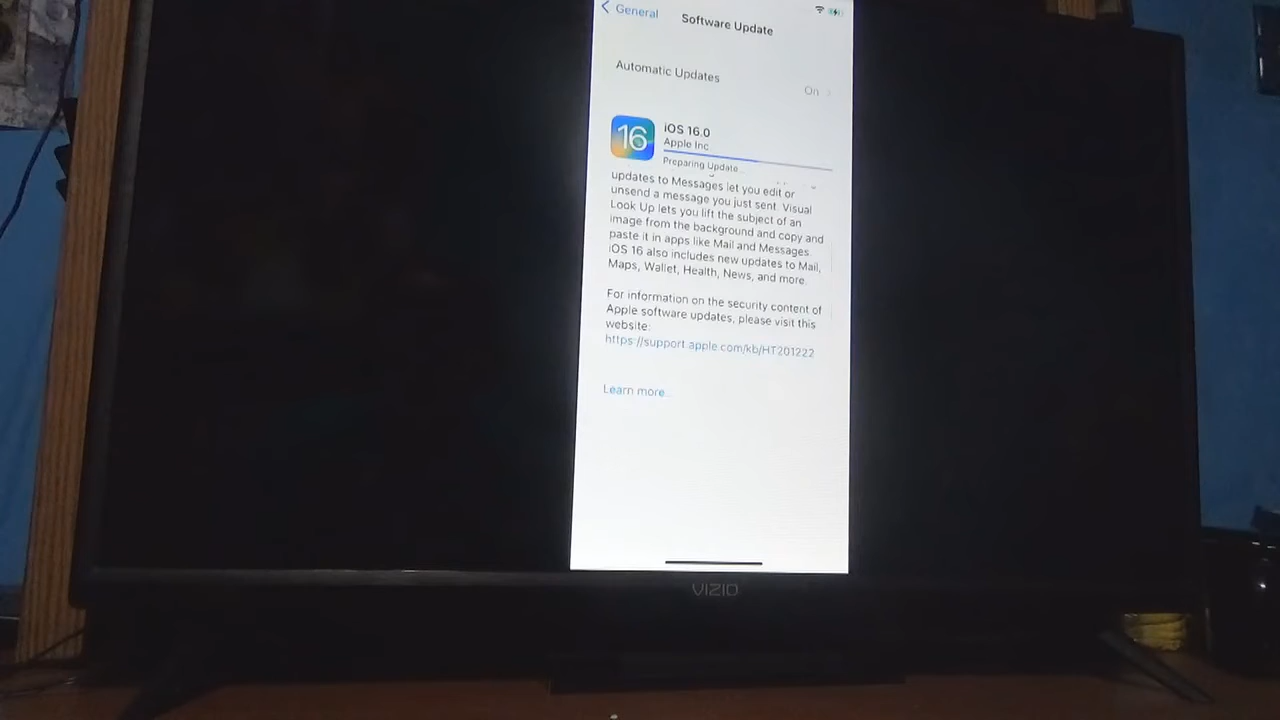 General
Software Update
Automatic Updates
On
16
iOS 16.0
Apple Inc
Preparing Update...
updates to Messages let you edit or
unsend a message you just sent. Visual
Look Up lets you lift the subject of an
image from the background and copy and
paste it in apps like Mail and Messages.
iOS 16 also includes new updates to Mail,
Maps, Wallet, Health, News, and more.
For information on the security content of
Apple software updates, please visit this
website:
https://support.apple.com/kb/HT201222
Learn more...
VIZIO